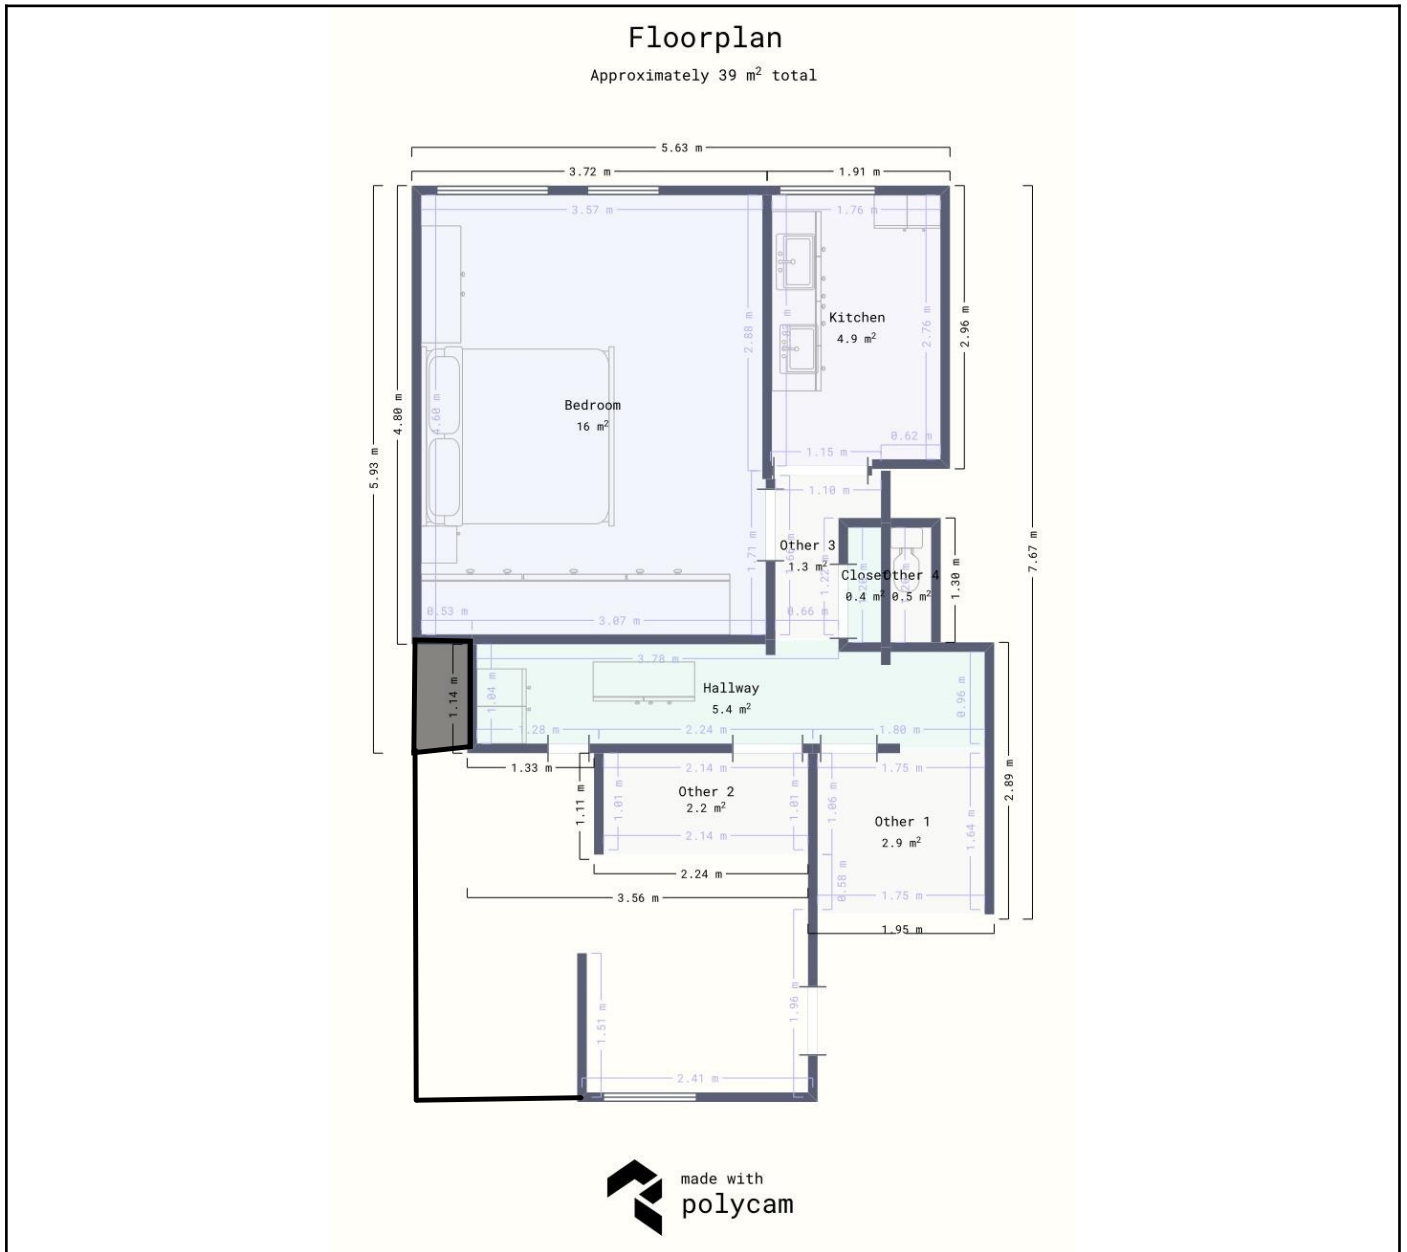 Floorplan
Approximately 39 m² total
5.63 m
3.72 m
1.91 m
3.57 m
1.76 m
2.88 m
2.76 m
2.96 m
Kitchen
4.9 m²
4.80 m
4.60 m
Bedroom
16 m²
0.62 m
1.15 m
5.93 m
1.10 m
7.67 m
1.71 m
Other 3
1.3 m²
1.22 m
Closet
0.4 m²
Other 4
0.5 m²
1.30 m
0.53 m
3.07 m
0.66 m
3.78 m
1.14 m
1.04 m
Hallway
5.4 m²
0.96 m
1.28 m
2.24 m
1.80 m
1.33 m
2.14 m
1.75 m
2.89 m
1.11 m
1.01 m
Other 2
2.2 m²
1.01 m
1.06 m
Other 1
2.9 m²
1.64 m
2.14 m
2.24 m
0.58 m
1.75 m
3.56 m
1.95 m
1.51 m
1.96 m
2.41 m
made with
polycam